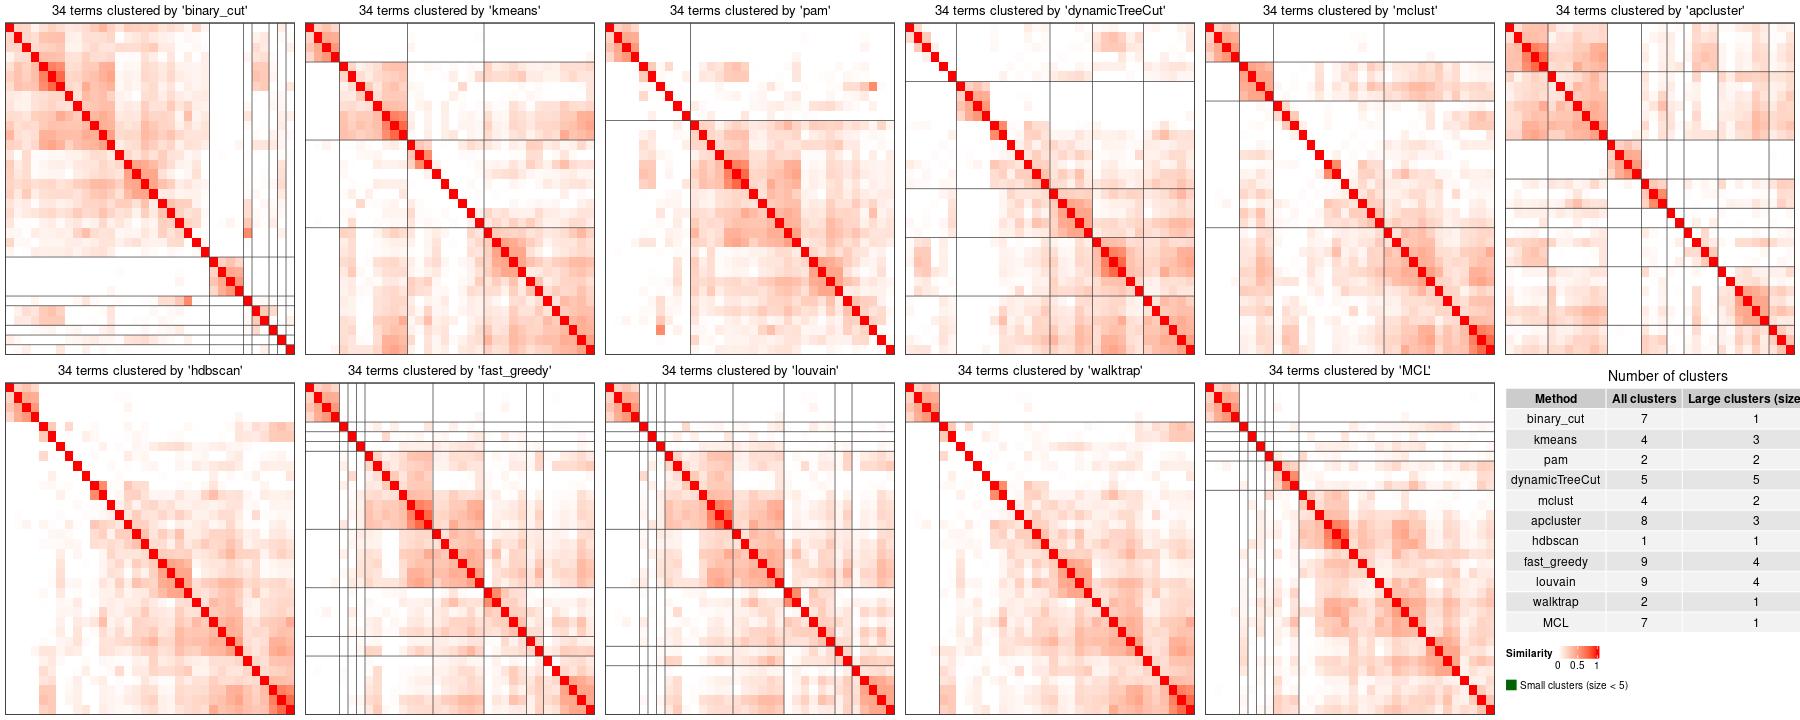 34 terms clustered by 'binary_cut'
34 terms clustered by 'kmeans'
34 terms clustered by 'pam'
34 terms clustered by 'dynamicTreeCut'
34 terms clustered by 'mclust'
34 terms clustered by 'apcluster'
34 terms clustered by 'hdbscan'
34 terms clustered by 'fast_greedy'
34 terms clustered by 'louvain'
34 terms clustered by 'walktrap'
34 terms clustered by 'MCL'
Number of clusters
Method All clusters Large clusters (size
binary_cut 7 1
kmeans 4 3
pam 2 2
dynamicTreeCut 5 5
mclust 4 2
apcluster 8 3
hdbscan 1 1
fast_greedy 9 4
louvain 9 4
walktrap 2 1
MCL 7 1
Similarity
0 0.5 1
Small clusters (size < 5)